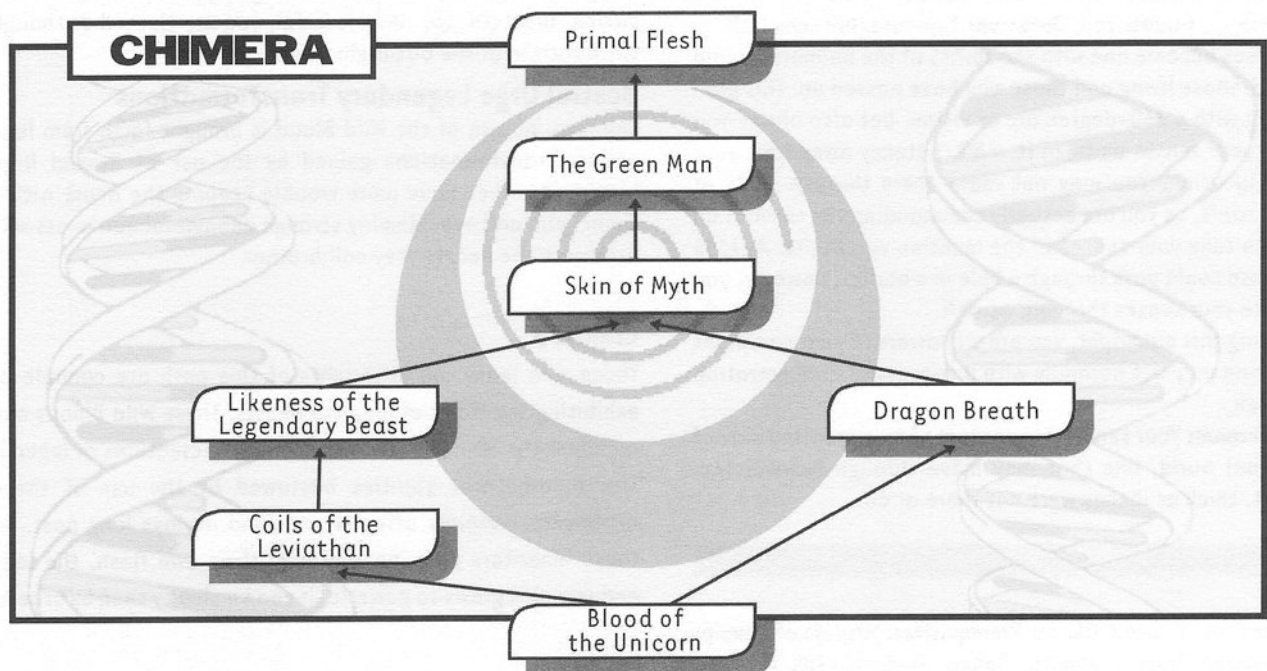 CHIMERA
Primal Flesh
The Green Man
Skin of Myth
Likeness of the
Legendary Beast
Dragon Breath
Coils of the
Leviathan
Blood of
the Unicorn